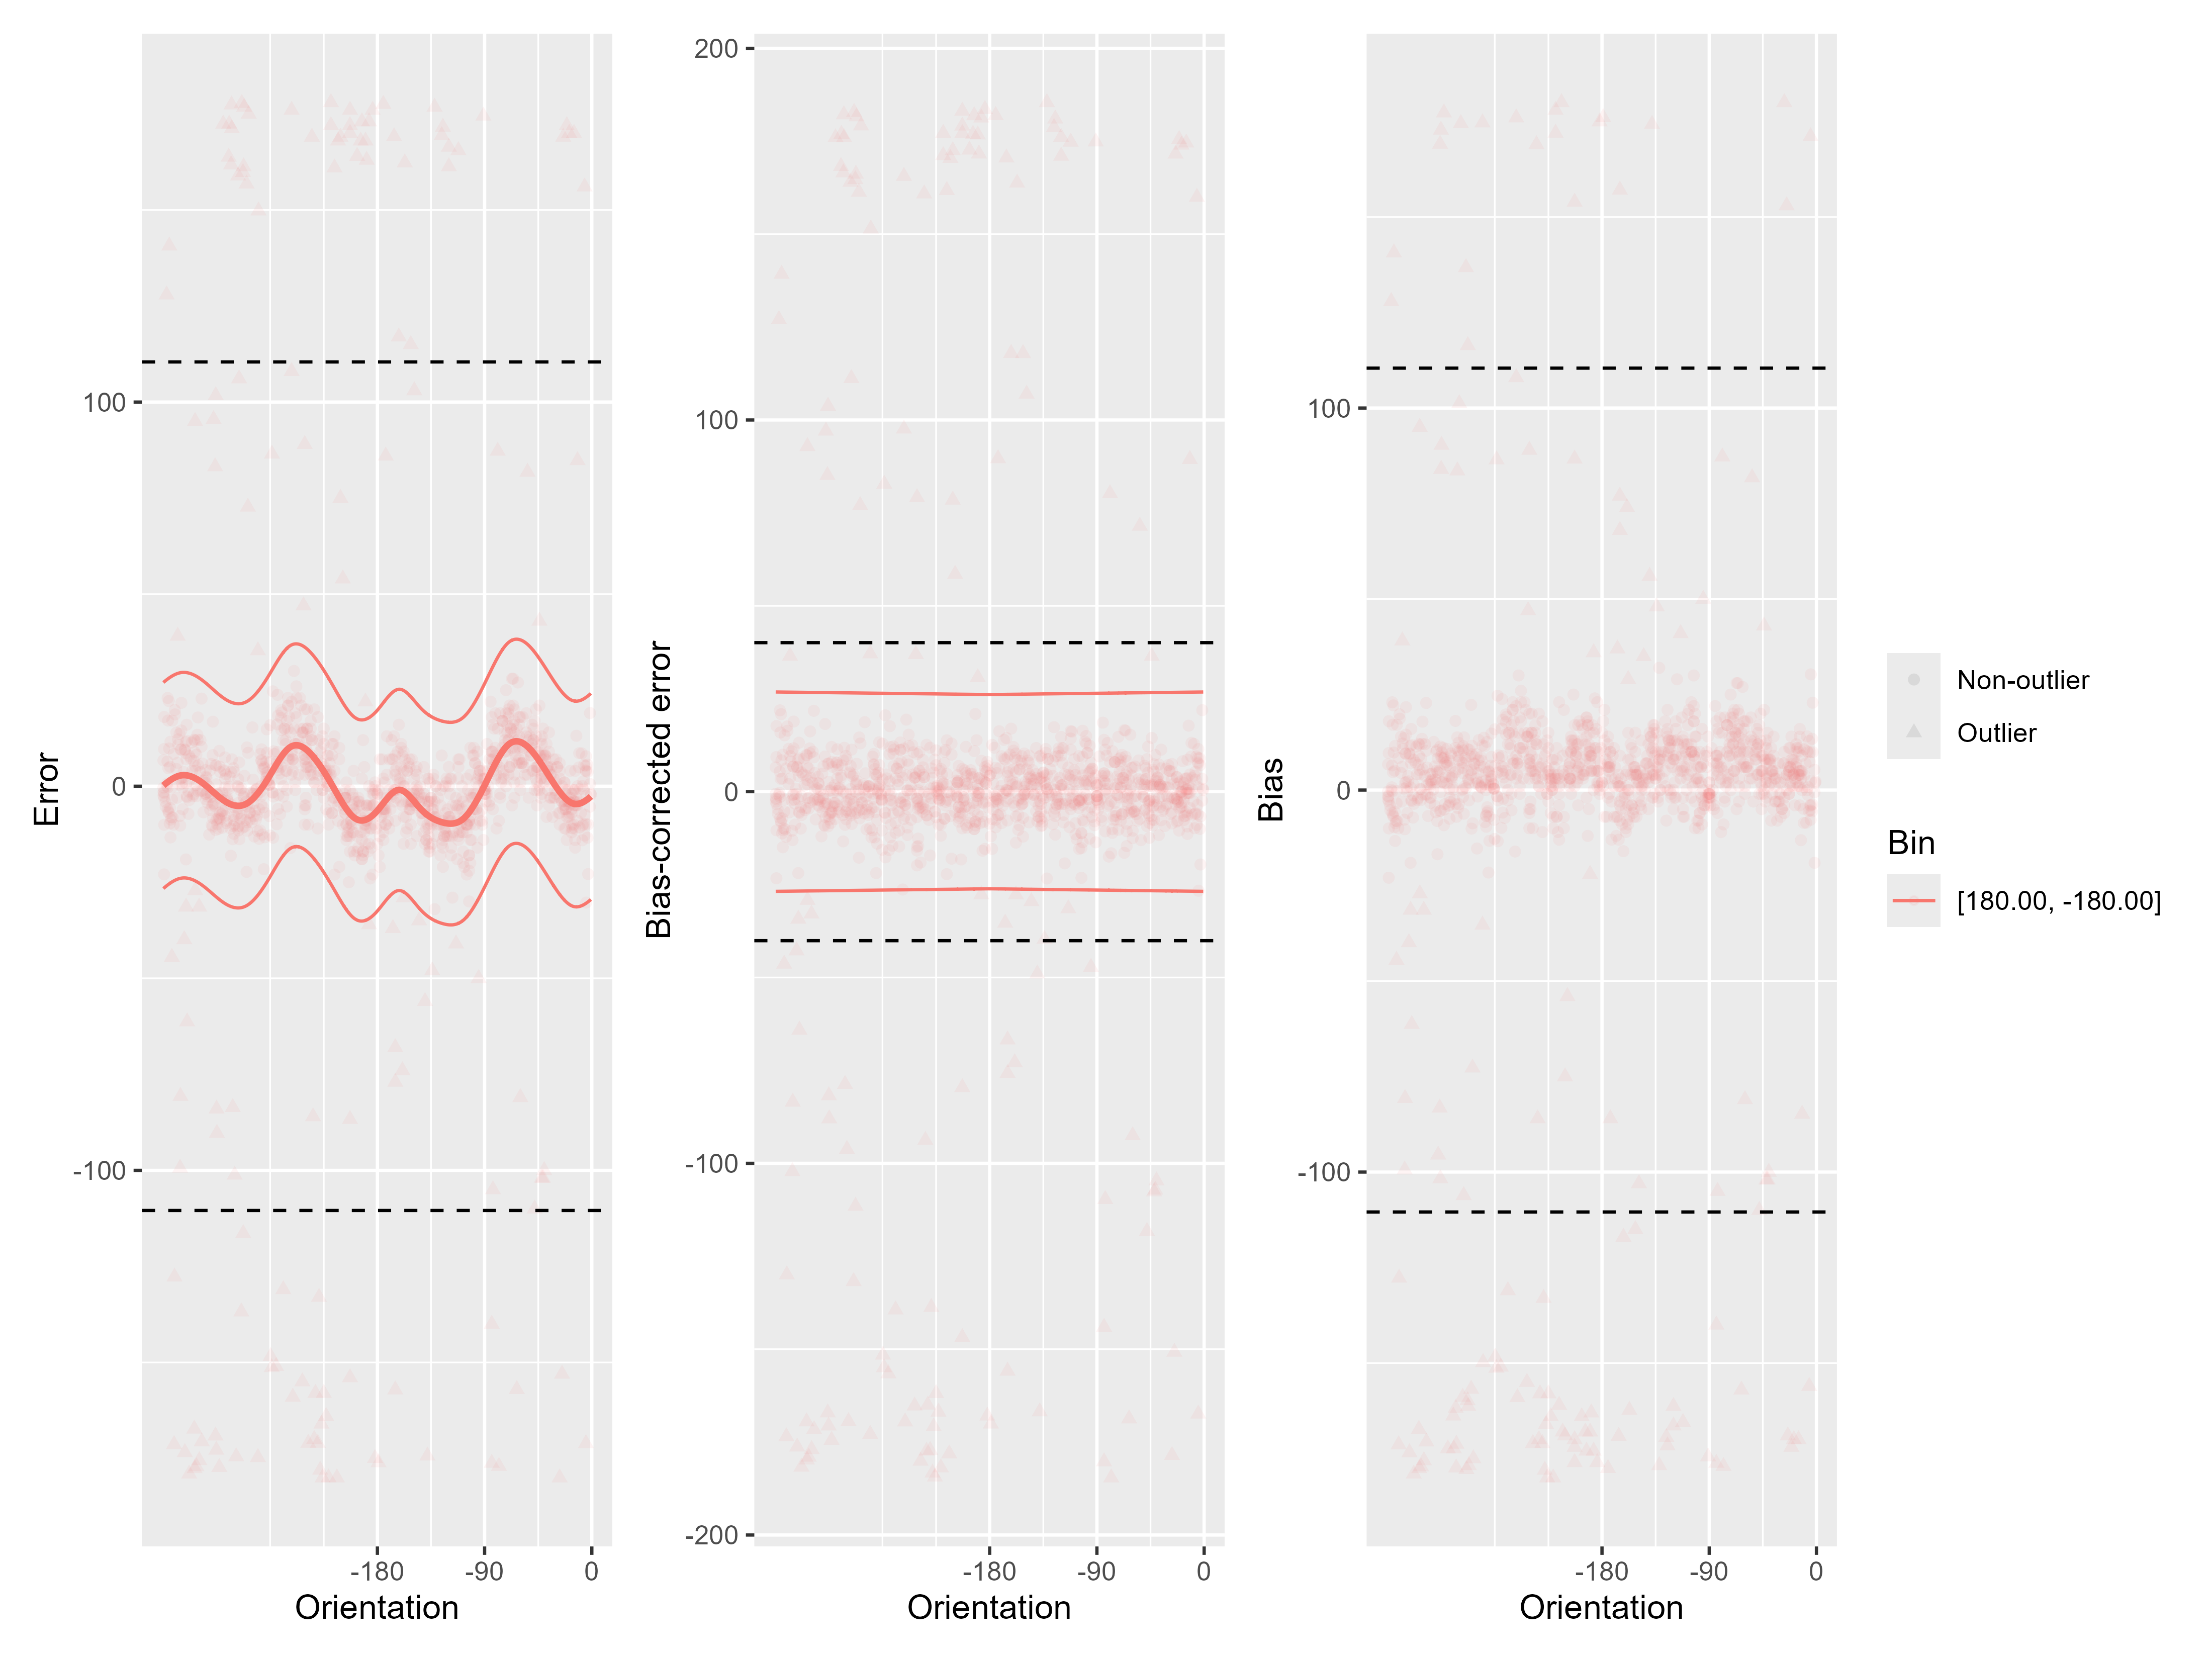 Error
100
0
-100
-180 -90 0
Orientation
Bias-corrected error
200
100
0
-100
-200
-180 -90 0
Orientation
Bias
100
0
-100
-180 -90 0
Orientation
Non-outlier
Outlier
Bin
[180.00, -180.00]